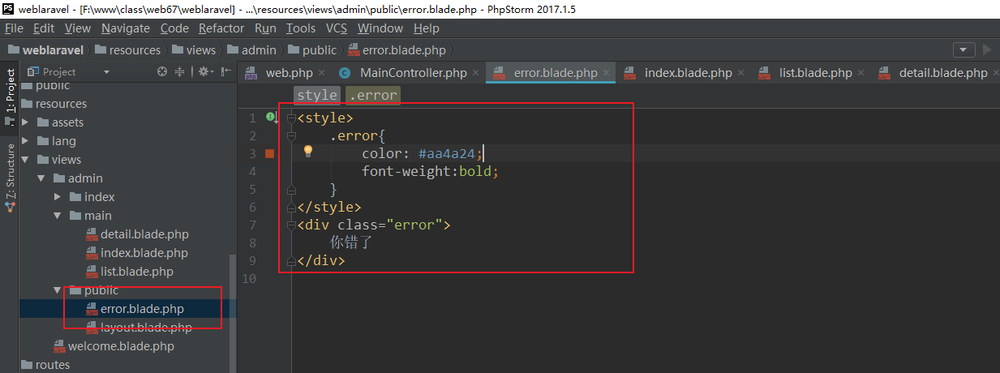 weblaravel - [F:\www\class\web67\weblaravel] - ...\resources\views\admin\public\error.blade.php - PhpStorm 2017.1.5
File Edit View Navigate Code Refactor Run Tools VCS Window Help
weblaravel resources views admin public error.blade.php
1: Project
7: Structure
Project
public
resources
assets
lang
views
admin
index
main
detail.blade.php
index.blade.php
list.blade.php
public
error.blade.php
layout.blade.php
welcome.blade.php
routes
web.php MainController.php error.blade.php index.blade.php list.blade.php detail.blade.php
style .error
1 <style>
2 .error{
3 color: #aa4a24;
4 font-weight:bold;
5 }
6 </style>
7 <div class="error">
8 你错了
9 </div>
10